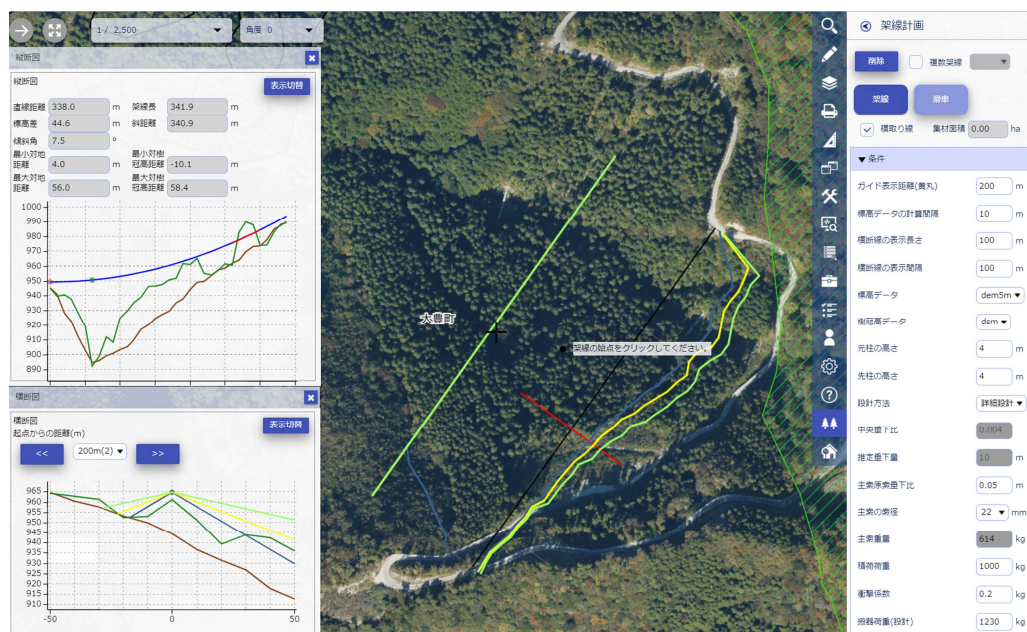 1 / 2,500
角度 0
縦断図
縦断図
表示切替
直線距離 338.0 m 架線長 341.9 m
標高差 44.6 m 斜距離 340.9 m
傾斜角 7.5 °
最小対地距離 4.0 m 最小対樹冠高距離 -10.1 m
最大対地距離 56.0 m 最大対樹冠高距離 58.4 m
1000
990
980
970
960
950
940
930
920
910
900
890
横断図
横断図
表示切替
起点からの距離(m)
<< 200m(2) >>
965
960
955
950
945
940
935
930
925
920
915
910
-50 0 50
大豊町
架線の始点をクリックしてください。
架線計画
削除 複数架線
架線 滑車
横取り線 集材面積 0.00 ha
▼条件
ガイド表示距離(黄丸) 200 m
標高データの計算間隔 10 m
横断線の表示長さ 100 m
横断線の表示間隔 100 m
標高データ dem5m
樹冠高データ dsm
元柱の高さ 4 m
先柱の高さ 4 m
設計方法 詳細設計
中央垂下比 0.004
推定垂下量 10 m
主索原索垂下比 0.05 m
主索の索径 22 mm
主索重量 614 kg
積荷荷重 1000 kg
衝撃係数 0.2 kg
搬器荷重(設計) 1230 kg